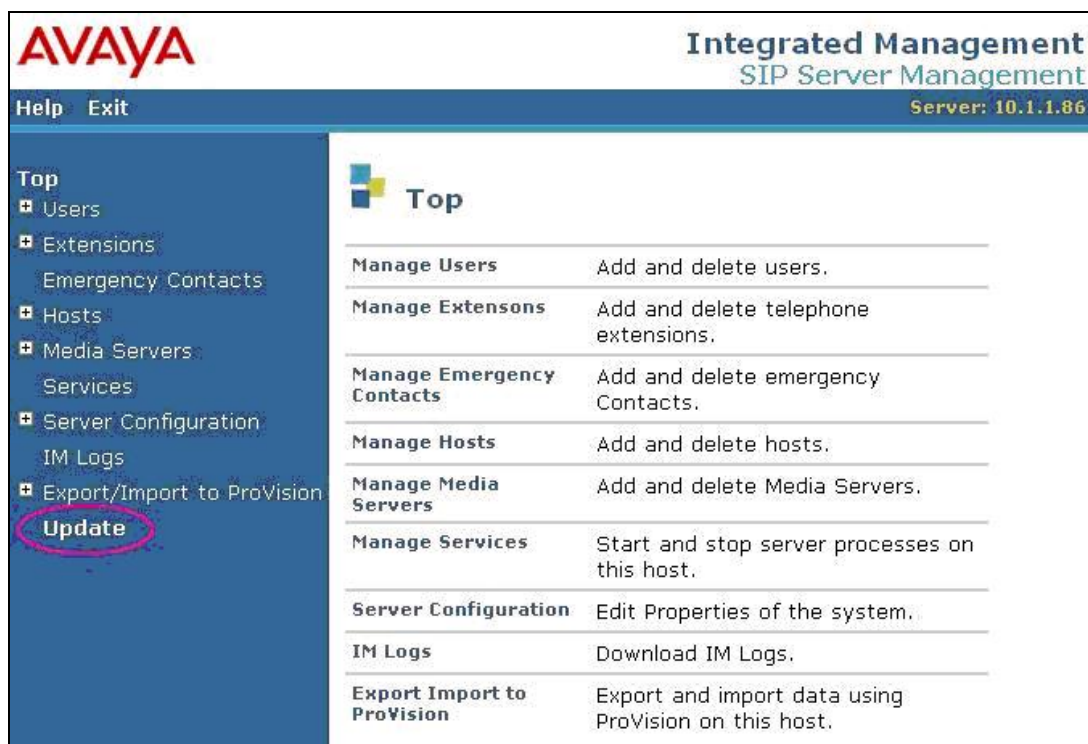 AVAYA
Integrated Management
SIP Server Management
Help Exit
Server: 10.1.1.86
Top
Users
Extensions
Emergency Contacts
Hosts
Media Servers
Services
Server Configuration
IM Logs
Export/Import to ProVision
Update
Top
Manage Users Add and delete users.
Manage Extensons Add and delete telephone
extensions.
Manage Emergency Add and delete emergency
Contacts Contacts.
Manage Hosts Add and delete hosts.
Manage Media Add and delete Media Servers.
Servers
Manage Services Start and stop server processes on
this host.
Server Configuration Edit Properties of the system.
IM Logs Download IM Logs.
Export Import to Export and import data using
ProVision ProVision on this host.